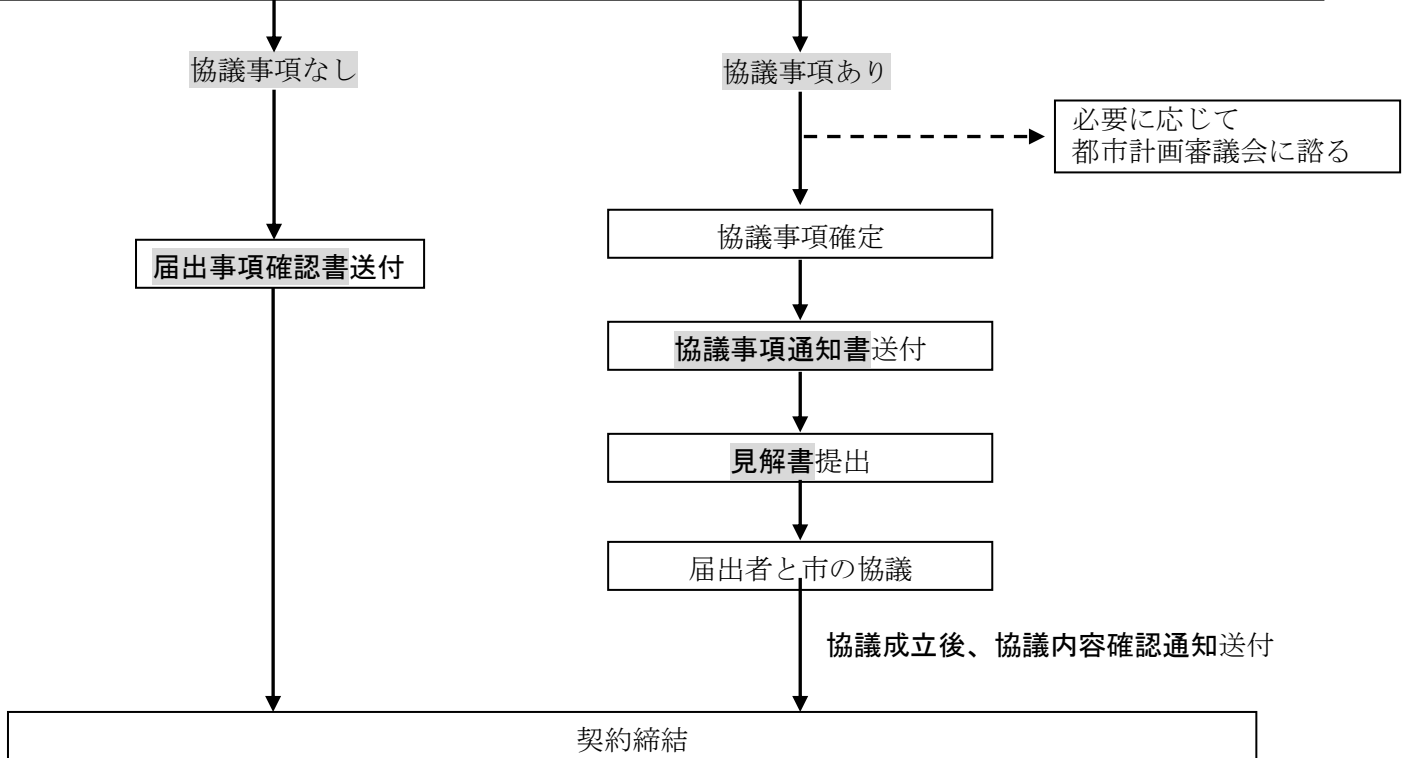 協議事項なし
協議事項あり
必要に応じて
都市計画審議会に諮る
協議事項確定
届出事項確認書送付
協議事項通知書送付
見解書提出
届出者と市の協議
協議成立後、協議内容確認通知送付
契約締結